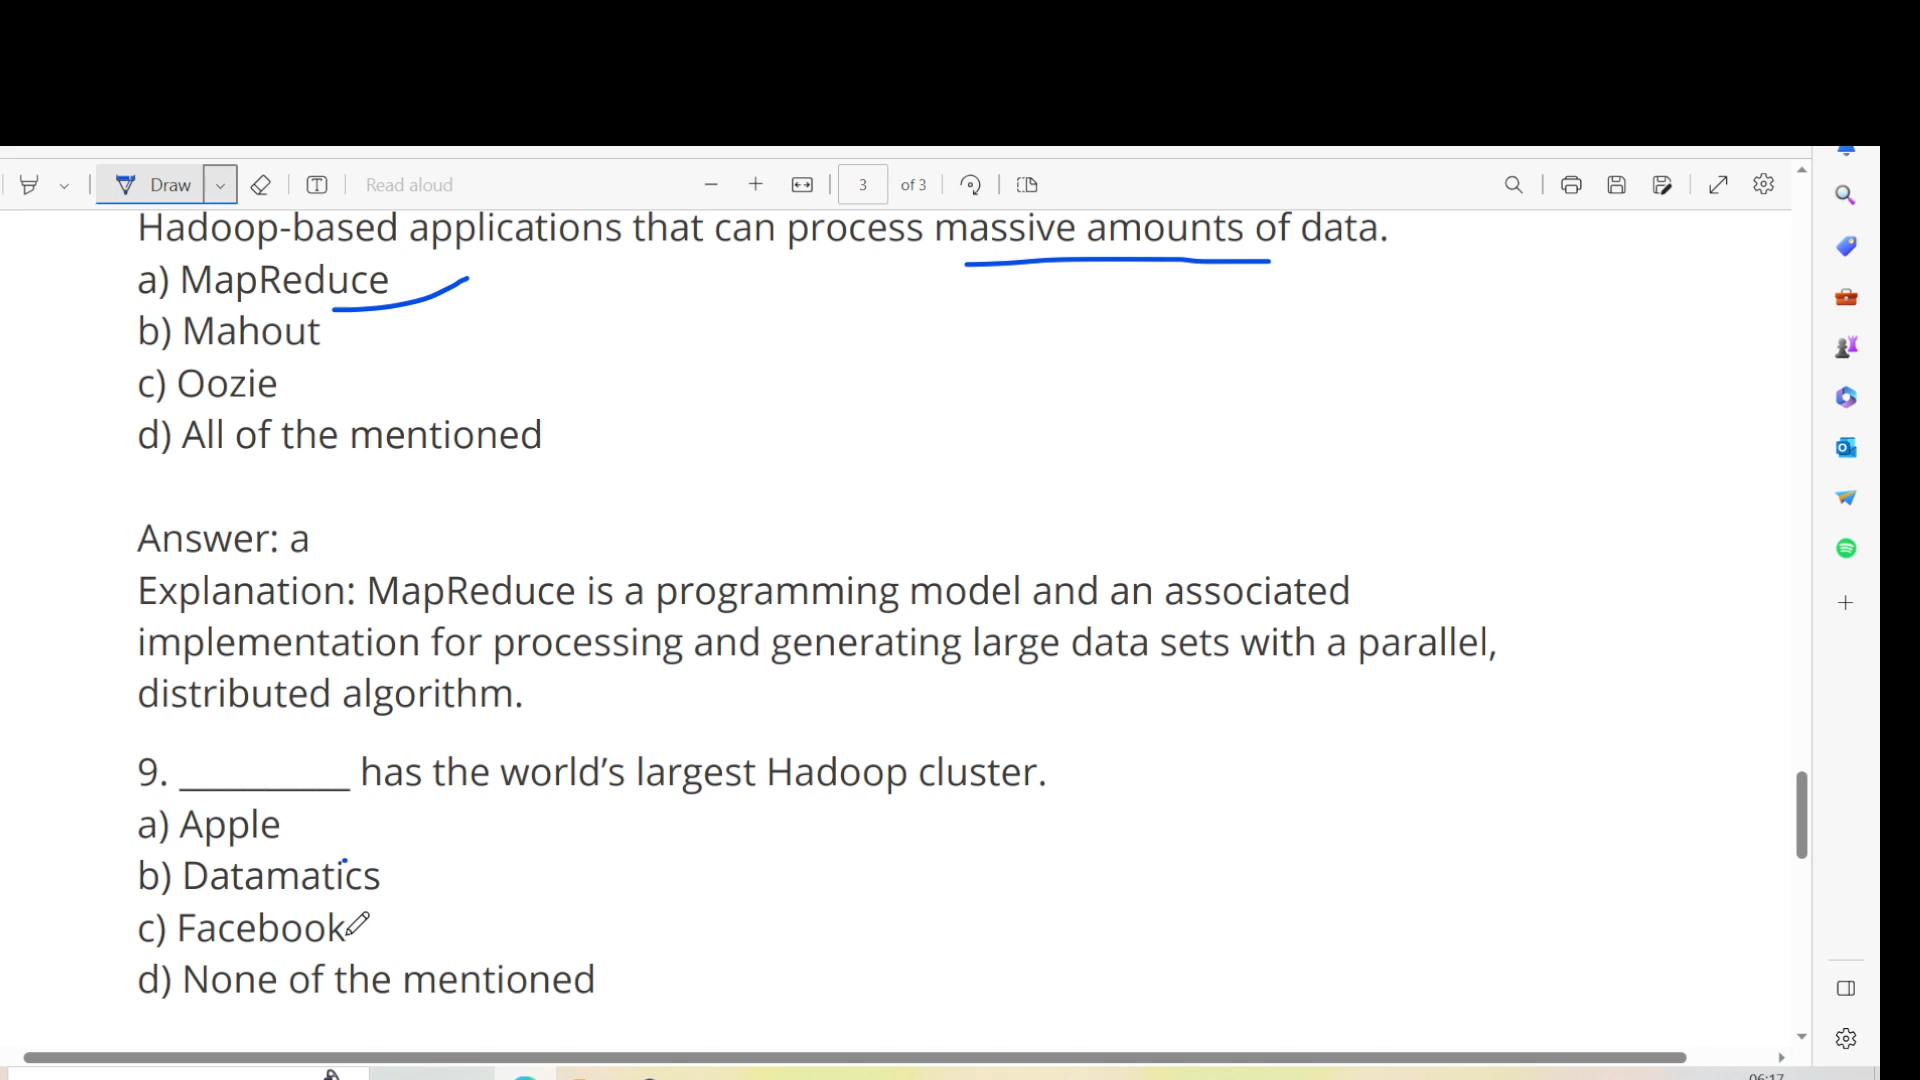 Draw
Read aloud
3 of 3
Hadoop-based applications that can process massive amounts of data.
a) MapReduce
b) Mahout
c) Oozie
d) All of the mentioned
Answer: a
Explanation: MapReduce is a programming model and an associated
implementation for processing and generating large data sets with a parallel,
distributed algorithm.
9. __________ has the world’s largest Hadoop cluster.
a) Apple
b) Datamatics
c) Facebook
d) None of the mentioned